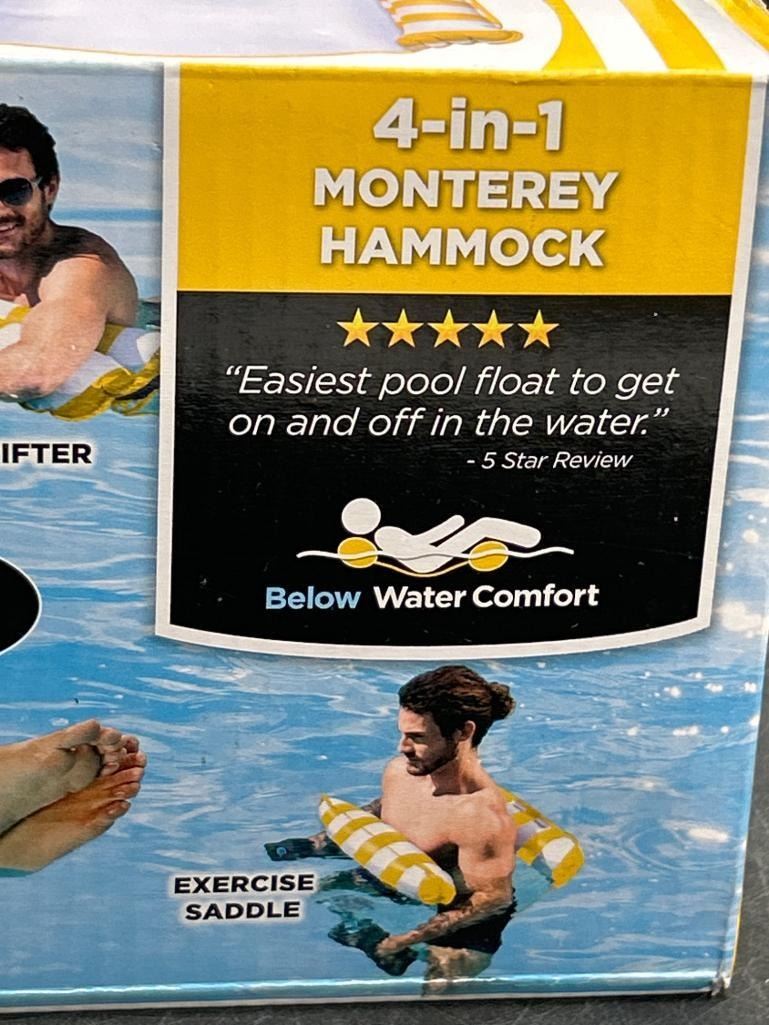 4-in-1
MONTEREY
HAMMOCK
“Easiest pool float to get
on and off in the water.”
- 5 Star Review
IFTER
Below Water Comfort
EXERCISE
SADDLE